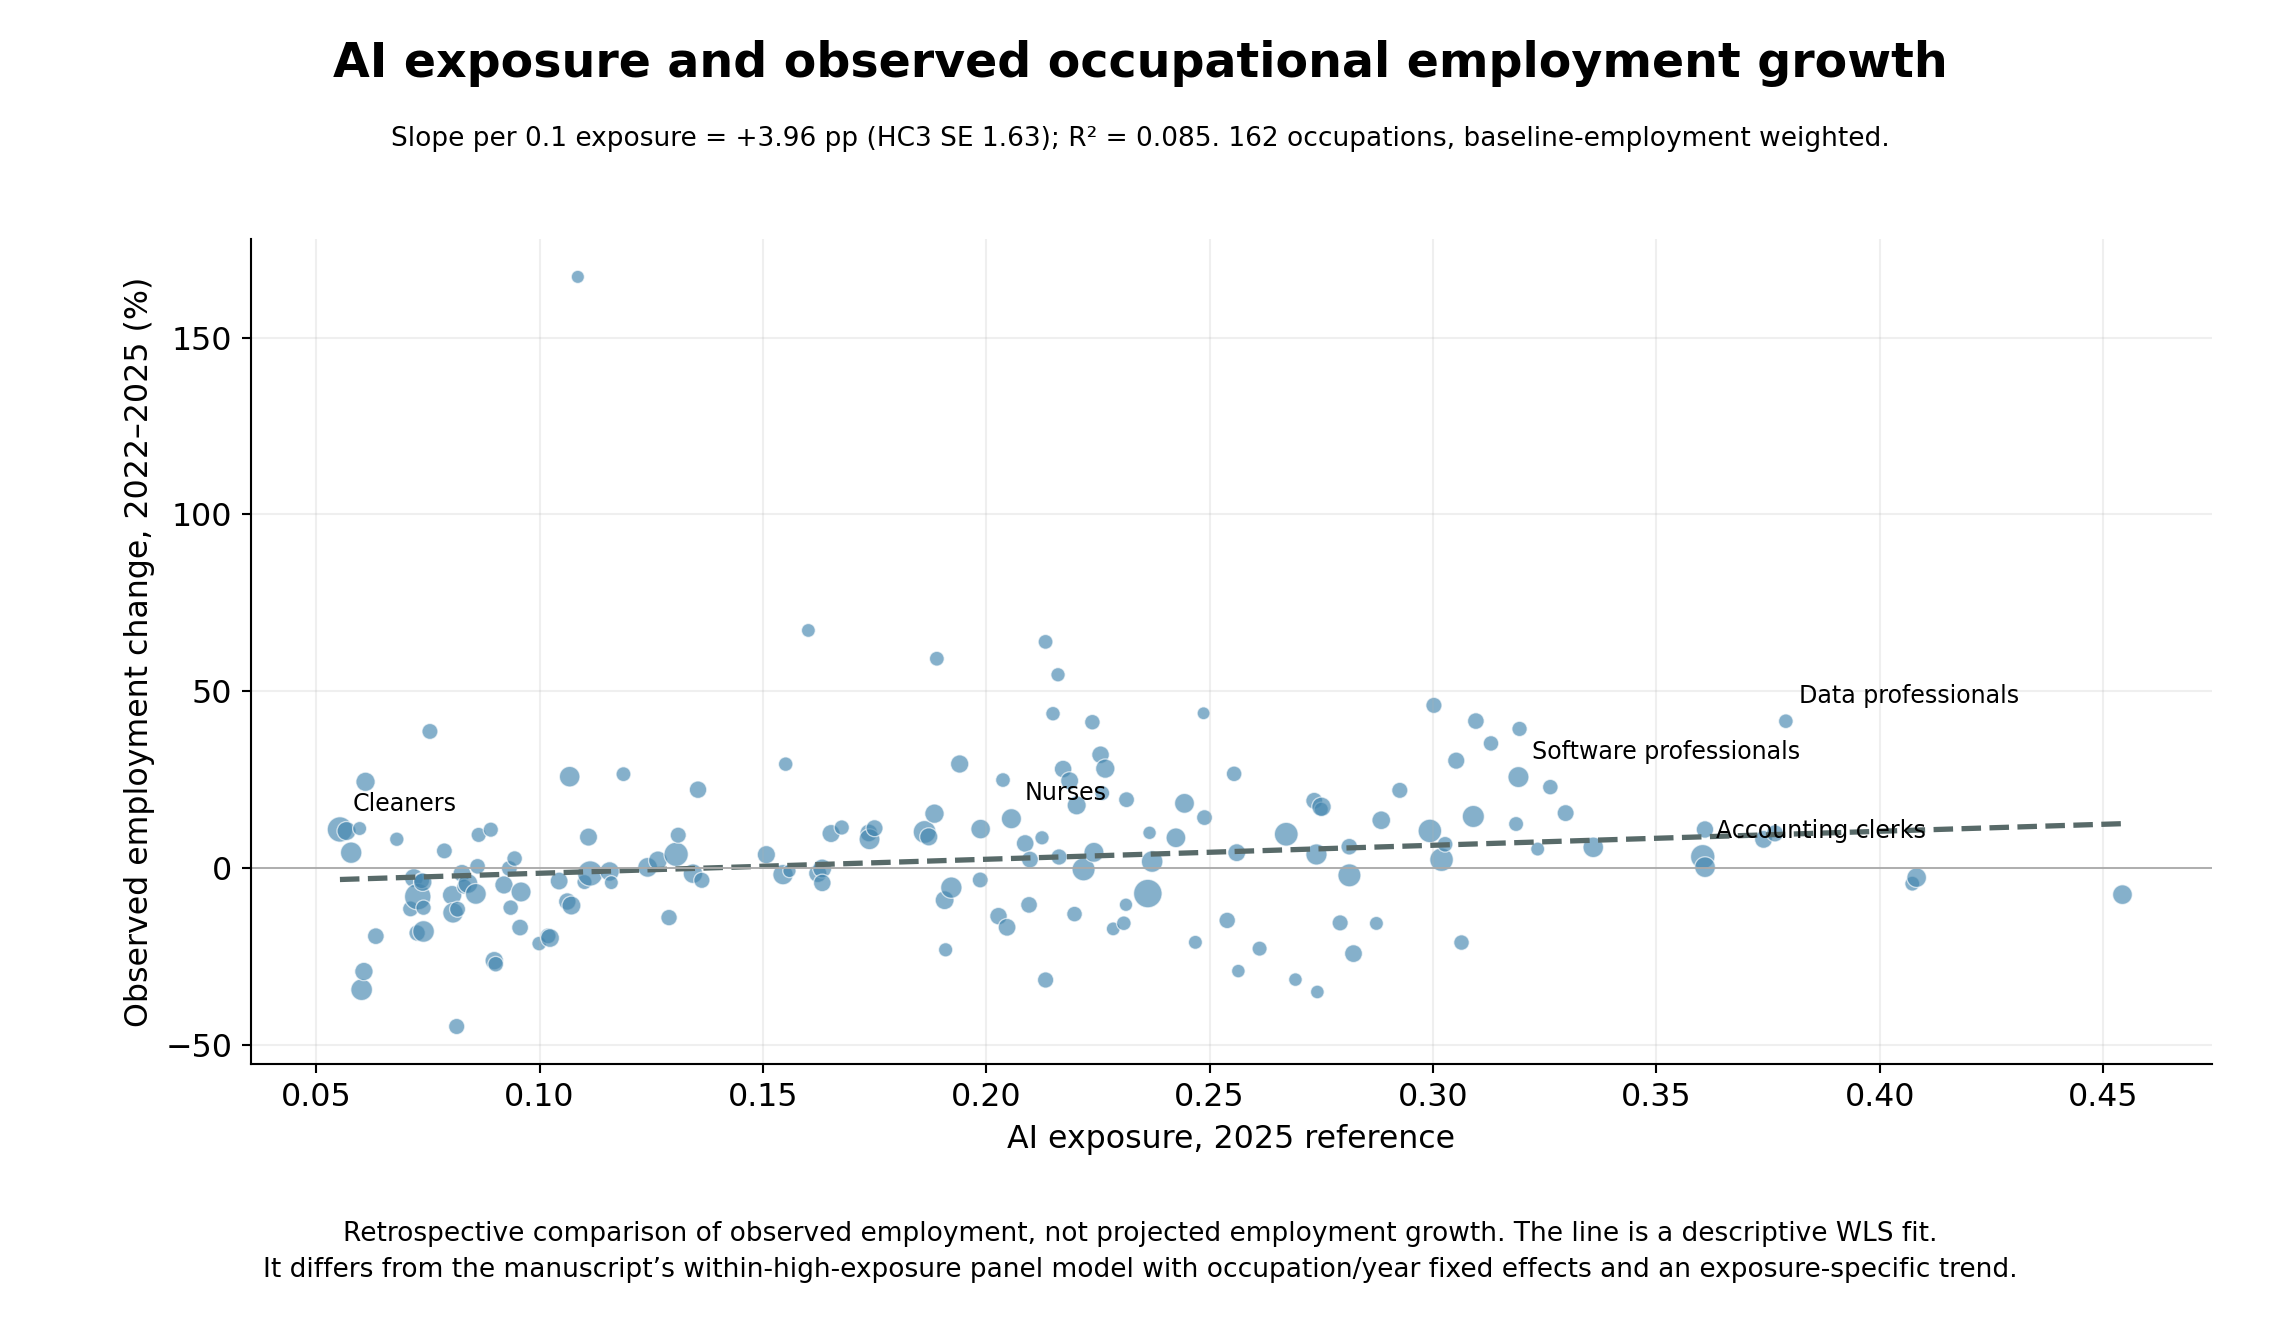 AI exposure and observed occupational employment growth
Slope per 0.1 exposure = +3.96 pp (HC3 SE 1.63); R² = 0.085. 162 occupations, baseline-employment weighted.
Observed employment change, 2022–2025 (%)
150
100
50
0
−50
Data professionals
Software professionals
Nurses
Cleaners
Accounting clerks
0.05 0.10 0.15 0.20 0.25 0.30 0.35 0.40 0.45
AI exposure, 2025 reference
Retrospective comparison of observed employment, not projected employment growth. The line is a descriptive WLS fit.
It differs from the manuscript’s within-high-exposure panel model with occupation/year fixed effects and an exposure-specific trend.